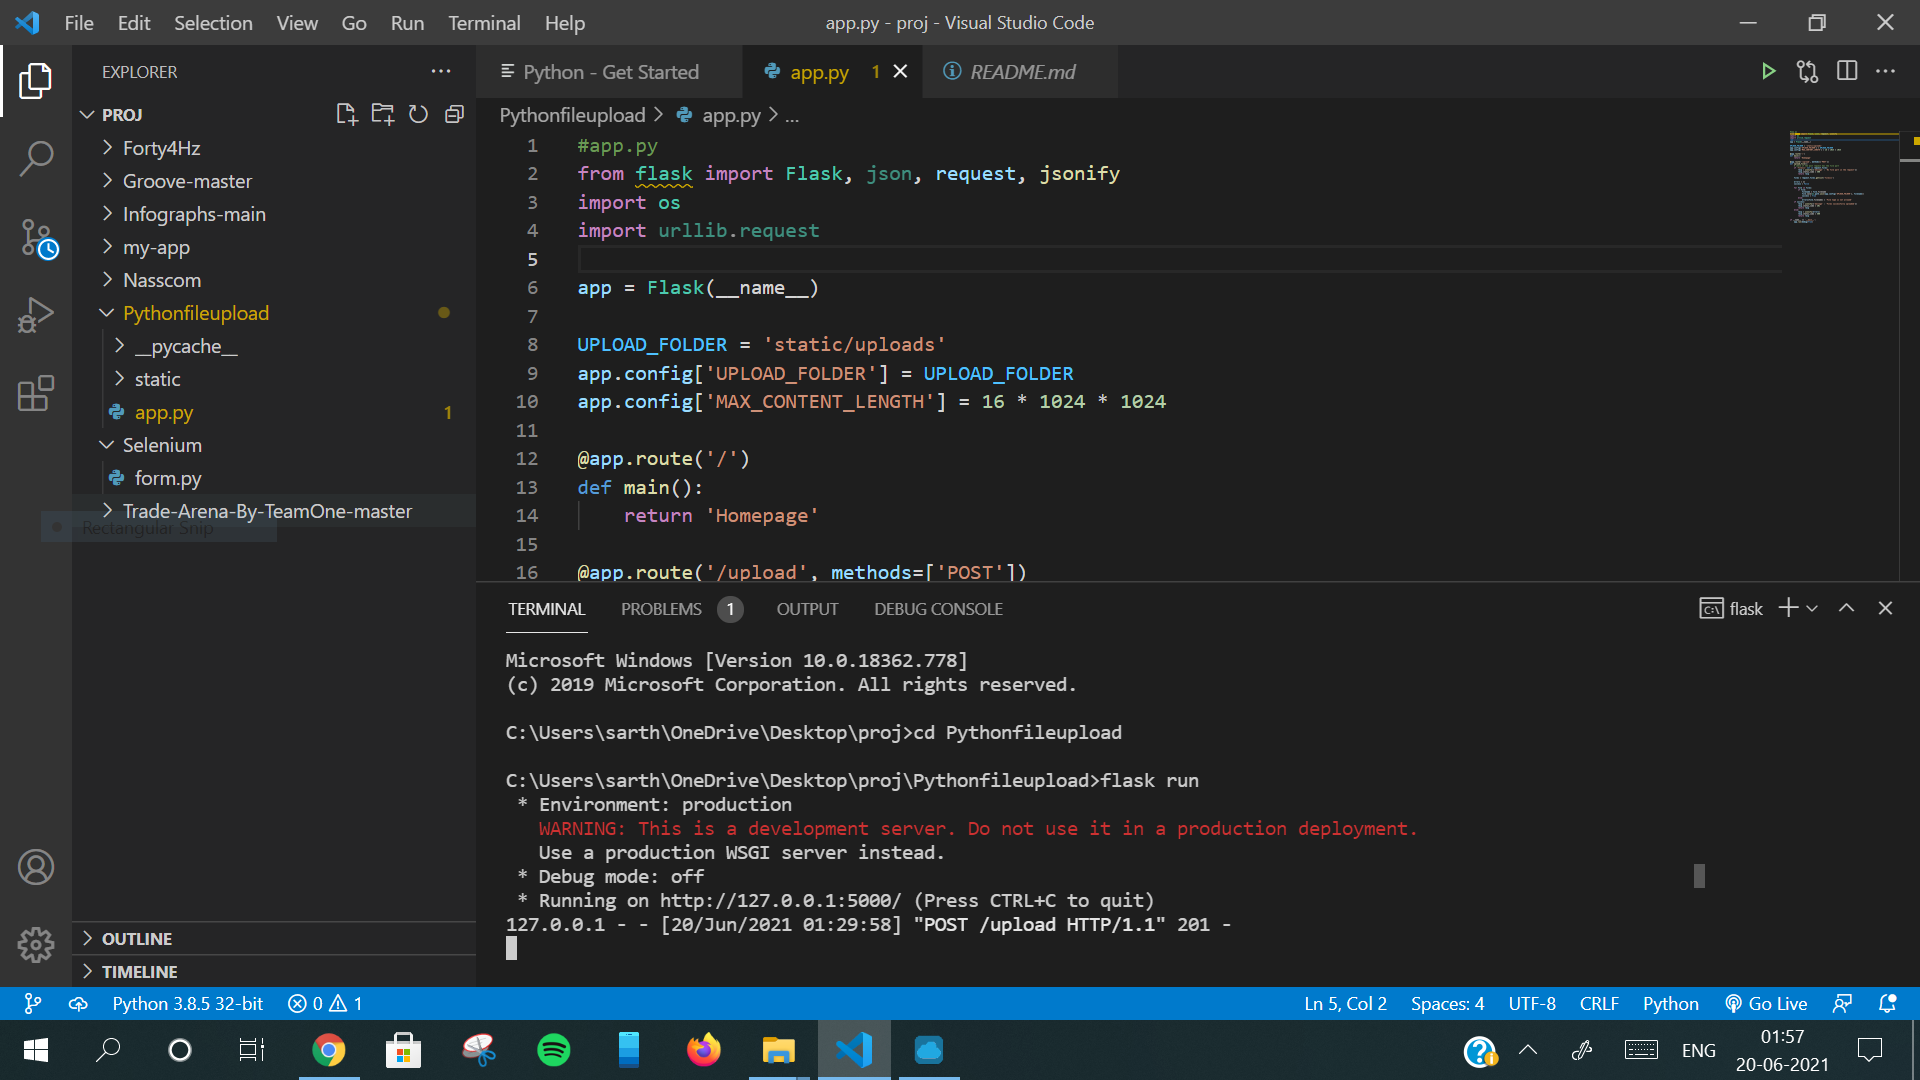 File Edit Selection View Go Run Terminal Help
app.py - proj - Visual Studio Code
EXPLORER
PROJ
Forty4Hz
Groove-master
Infographs-main
my-app
Nasscom
Pythonfileupload
__pycache__
static
app.py 1
Selenium
form.py
Trade-Arena-By-TeamOne-master
Rectangular Snip
OUTLINE
TIMELINE
Python - Get Started
app.py 1
README.md
Pythonfileupload > app.py > ...
1 #app.py
2 from flask import Flask, json, request, jsonify
3 import os
4 import urllib.request
5
6 app = Flask(__name__)
7
8 UPLOAD_FOLDER = 'static/uploads'
9 app.config['UPLOAD_FOLDER'] = UPLOAD_FOLDER
10 app.config['MAX_CONTENT_LENGTH'] = 16 * 1024 * 1024
11
12 @app.route('/')
13 def main():
14 return 'Homepage'
15
16 @app.route('/upload', methods=['POST'])
TERMINAL PROBLEMS 1 OUTPUT DEBUG CONSOLE
flask
Microsoft Windows [Version 10.0.18362.778]
(c) 2019 Microsoft Corporation. All rights reserved.
C:\Users\sarth\OneDrive\Desktop\proj>cd Pythonfileupload
C:\Users\sarth\OneDrive\Desktop\proj\Pythonfileupload>flask run
* Environment: production
WARNING: This is a development server. Do not use it in a production deployment.
Use a production WSGI server instead.
* Debug mode: off
* Running on http://127.0.0.1:5000/ (Press CTRL+C to quit)
127.0.0.1 - - [20/Jun/2021 01:29:58] "POST /upload HTTP/1.1" 201 -
Python 3.8.5 32-bit 0 1
Ln 5, Col 2 Spaces: 4 UTF-8 CRLF Python Go Live
ENG
01:57
20-06-2021